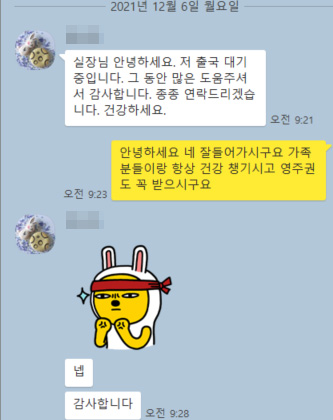 2021년 12월 6일 월요일
실장님 안녕하세요. 저 출국 대기
중입니다. 그 동안 많은 도움주셔
서 감사합니다. 종종 연락드리겠습
니다. 건강하세요.
오전 9:21
안녕하세요 네 잘들어가시구요 가족
분들이랑 항상 건강 챙기시고 영주권
도 꼭 받으시구요
오전 9:23
넵
감사합니다
오전 9:28